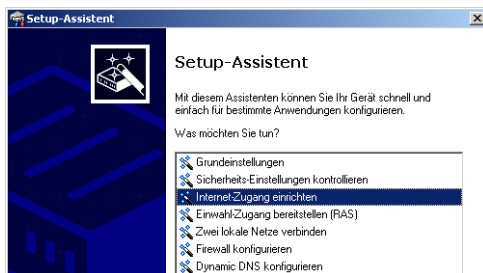 Setup-Assistent
Setup-Assistent
Mit diesem Assistenten können Sie Ihr Gerät schnell und
einfach für bestimmte Anwendungen konfigurieren.
Was möchten Sie tun?
Grundeinstellungen
Sicherheits-Einstellungen kontrollieren
Internet-Zugang einrichten
Einwahl-Zugang bereitstellen (RAS)
Zwei lokale Netze verbinden
Firewall konfigurieren
Dynamic DNS konfigurieren